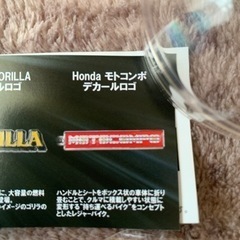 ORILLA
ルロゴ
Honda モトコンポ
デカールロゴ
ILLA
MOTOCOMPO
に、大容量の燃料
登場。
イメージのゴリラの
ハンドルとシートをボックス状の車体に折り
畳むことで、クルマに積載しやすい状態に
変形する"持ち運べるバイク"をコンセプト
としたレジャーバイク。